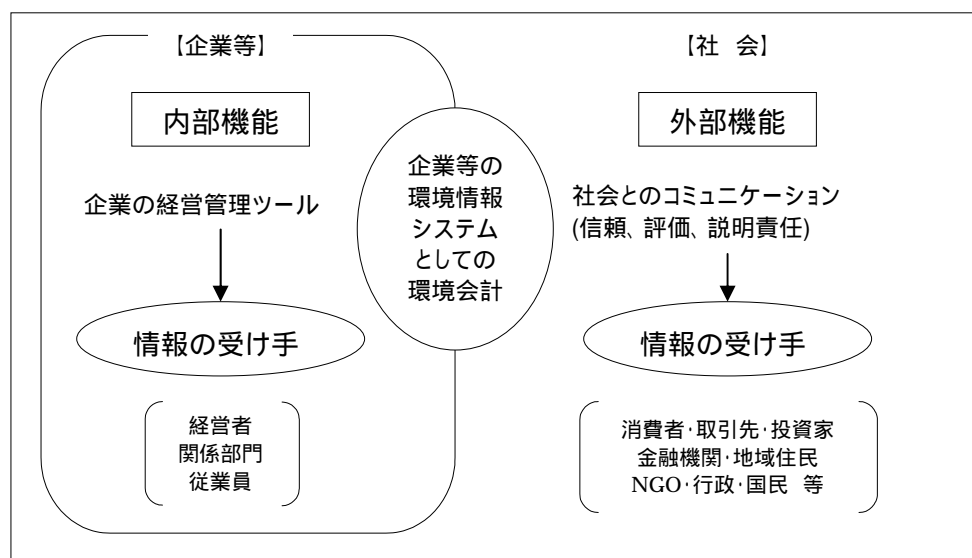 【企業等】
内部機能
企業の経営管理ツール
情報の受け手
経営者
関係部門
従業員
企業等の
環境情報
システム
としての
環境会計
【社 会】
外部機能
社会とのコミュニケーション
(信頼、評価、説明責任)
情報の受け手
消費者･取引先･投資家
金融機関･地域住民
NGO･行政･国民 等